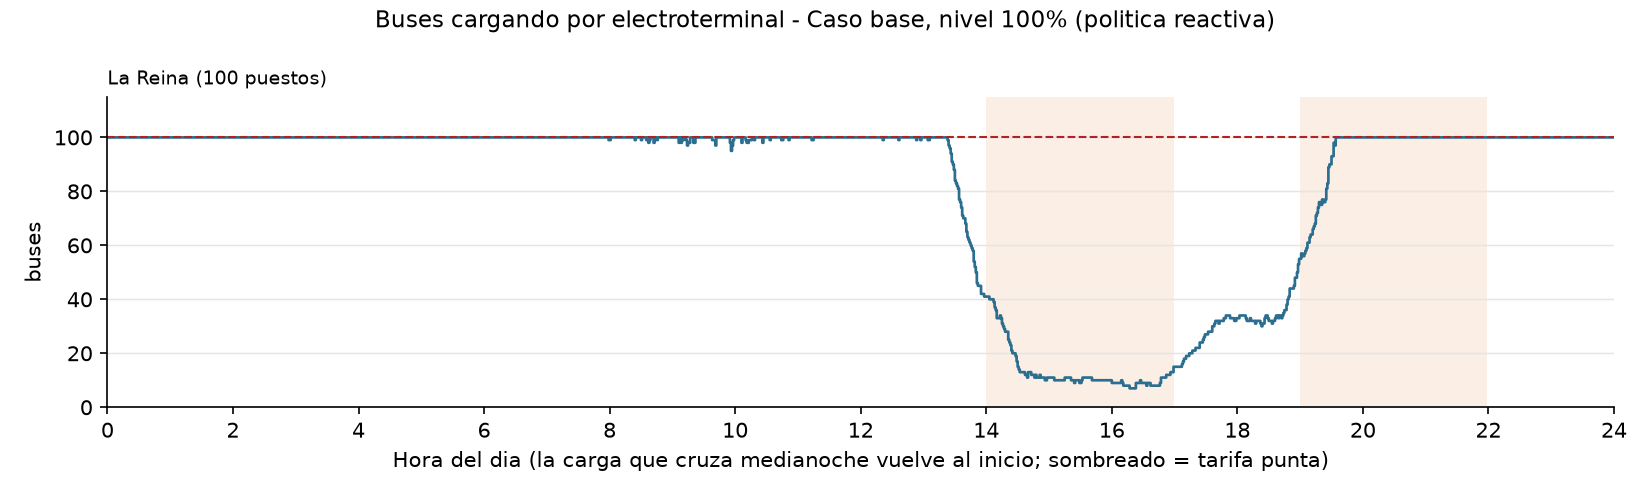 Buses cargando por electroterminal - Caso base, nivel 100% (politica reactiva)
La Reina (100 puestos)
100
80
60
40
20
0
buses
0 2 4 6 8 10 12 14 16 18 20 22 24
Hora del dia (la carga que cruza medianoche vuelve al inicio; sombreado = tarifa punta)